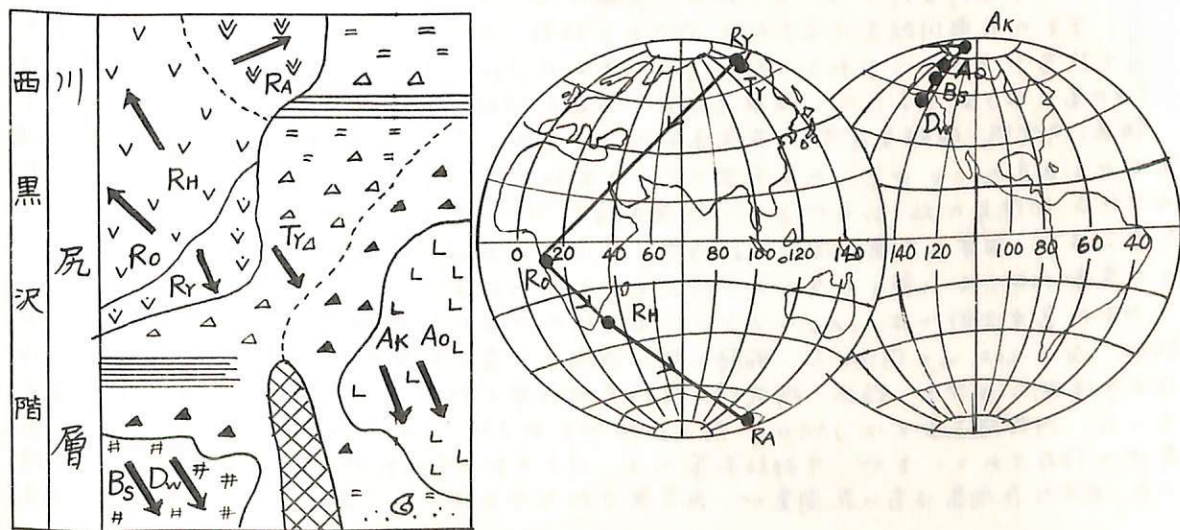 西黒沢階
川尻層
RA
RH
RO
RY
TY
AK AO
BS DW
RY
TY
AK
AO
BS
DW
0 20 40 60 80 100 120 140 140 120 100 80 60 40
RO
RH
RA